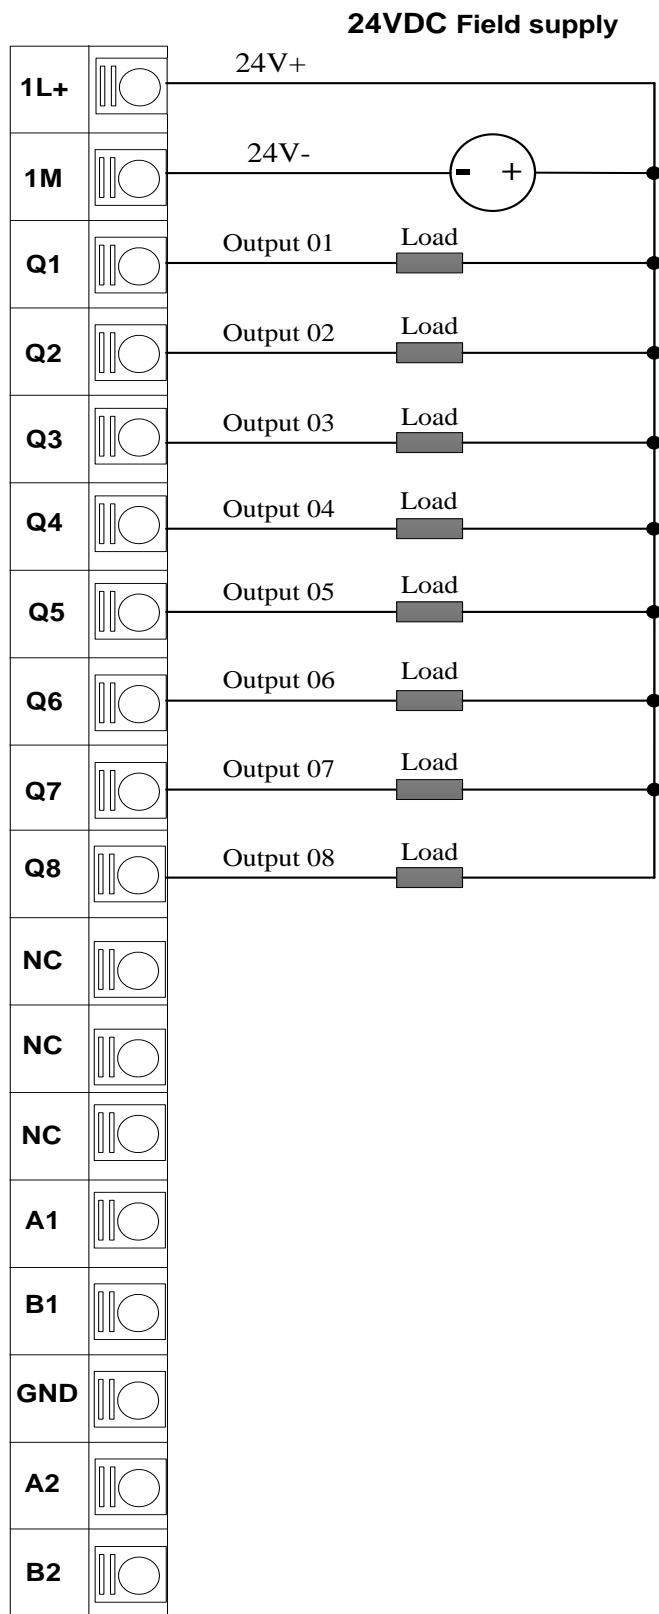 24VDC Field supply
1L+ 24V+
1M 24V- - +
Q1 Output 01 Load
Q2 Output 02 Load
Q3 Output 03 Load
Q4 Output 04 Load
Q5 Output 05 Load
Q6 Output 06 Load
Q7 Output 07 Load
Q8 Output 08 Load
NC
NC
NC
A1
B1
GND
A2
B2